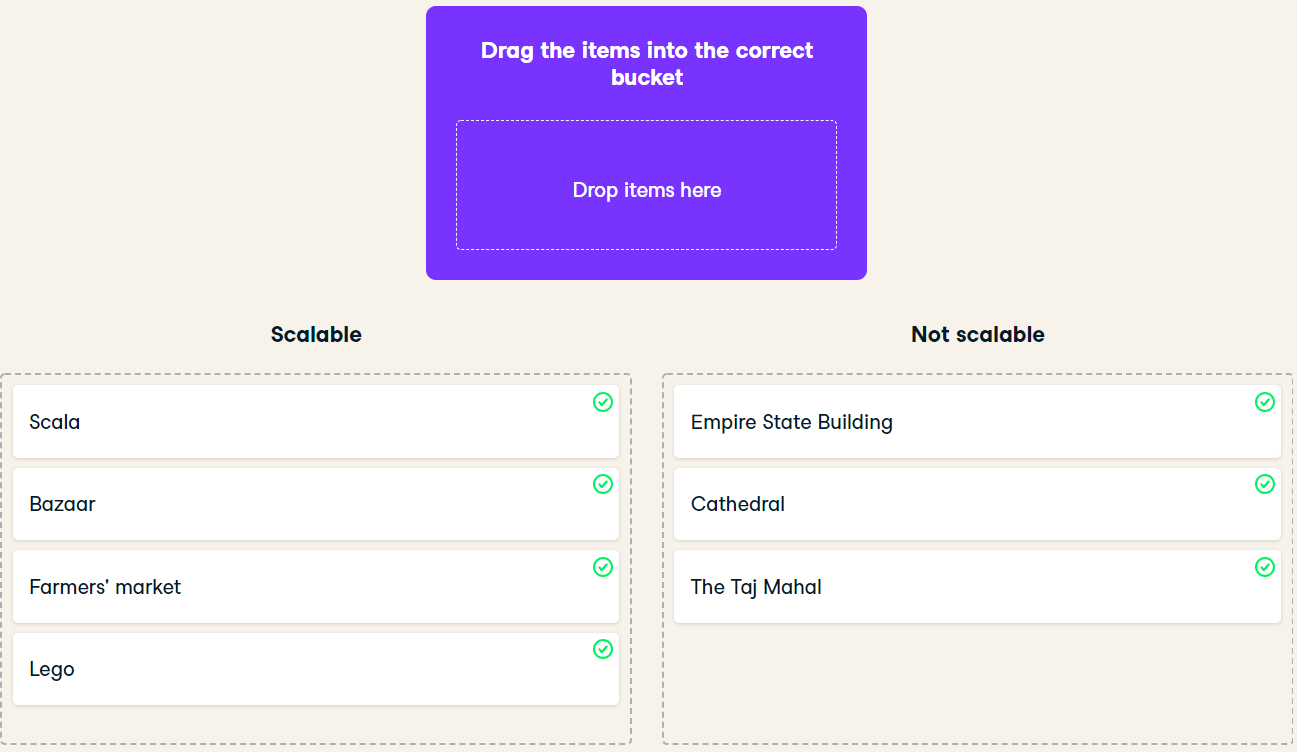 Drag the items into the correct
bucket
Drop items here
Scalable
Scala
Bazaar
Farmers' market
Lego
Not scalable
Empire State Building
Cathedral
The Taj Mahal